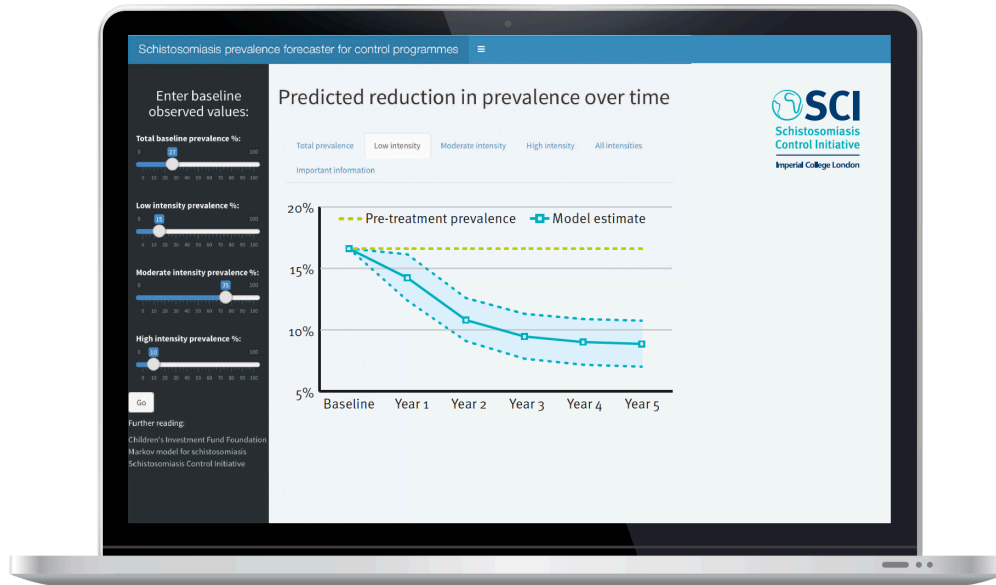 Schistosomiasis prevalence forecaster for control programmes ≡
Enter baseline
observed values:
Total baseline prevalence %:
0 27 100
0 10 20 30 40 50 60 70 80 90 100
Low intensity prevalence %:
0 15 100
0 10 20 30 40 50 60 70 80 90 100
Moderate intensity prevalence %:
0 75 100
0 10 20 30 40 50 60 70 80 90 100
High intensity prevalence %:
0 10 100
0 10 20 30 40 50 60 70 80 90 100
Go
Further reading:
Children's Investment Fund Foundation
Markov model for schistosomiasis
Schistosomiasis Control Initiative
Predicted reduction in prevalence over time
Total prevalence Low intensity Moderate intensity High intensity All intensities
Important information
20%
Pre-treatment prevalence Model estimate
15%
10%
5%
Baseline Year 1 Year 2 Year 3 Year 4 Year 5
SCI
Schistosomiasis
Control Initiative
Imperial College London